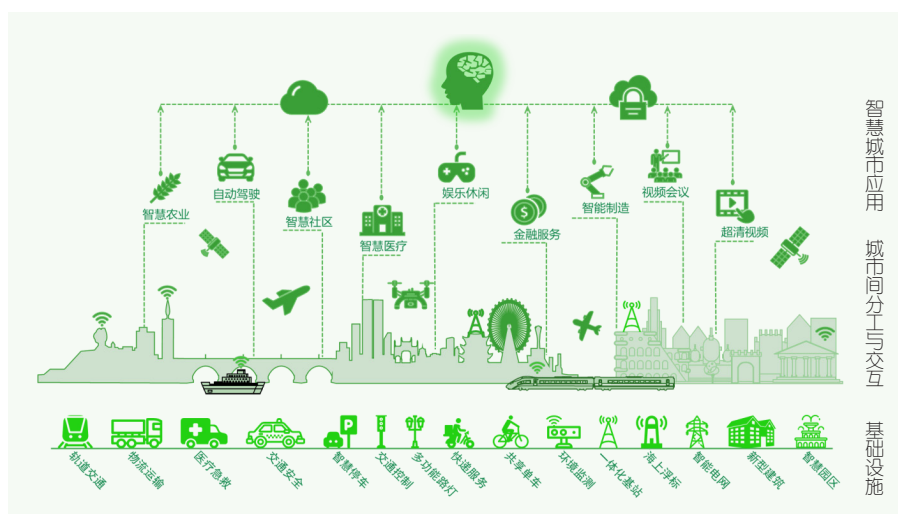 智慧农业
自动驾驶
智慧社区
智慧医疗
娱乐休闲
金融服务
智能制造
视频会议
超清视频
智慧城市应用
城市间分工与交互
基础设施
轨道交通
物流运输
医疗急救
交通安全
智慧停车
交通控制
多功能路灯
快递服务
共享单车
环境监测
一体化基站
海上浮标
智能电网
新型建筑
智慧园区